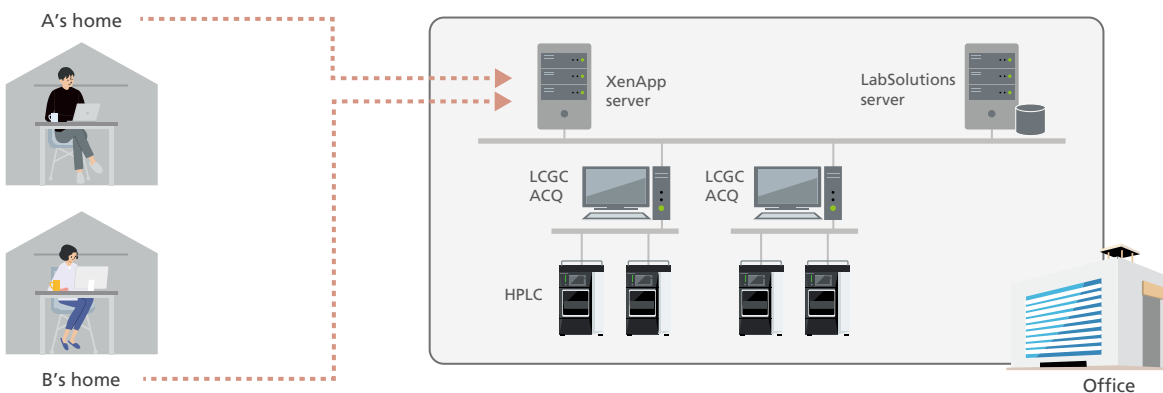 A's home
XenApp
server
LabSolutions
server
LCGC
ACQ
LCGC
ACQ
HPLC
B's home
Office